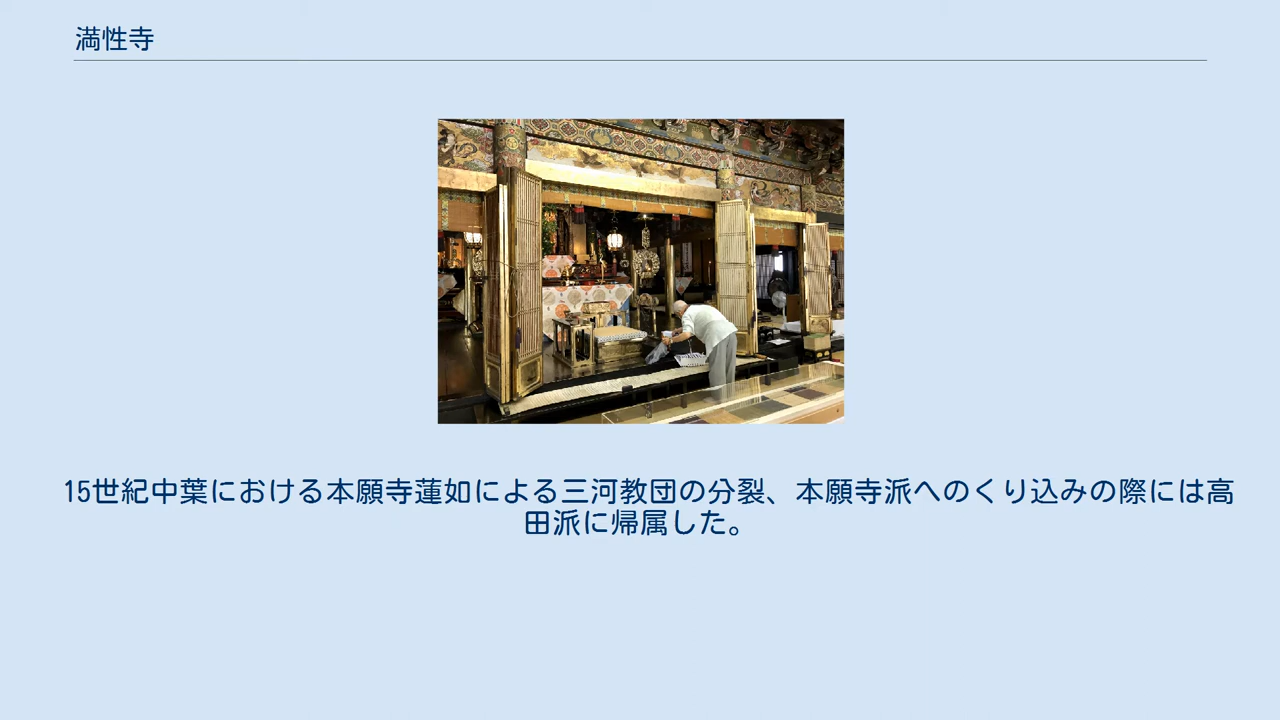 満性寺
15世紀中葉における本願寺蓮如による三河教団の分裂、本願寺派へのくり込みの際には高
田派に帰属した。